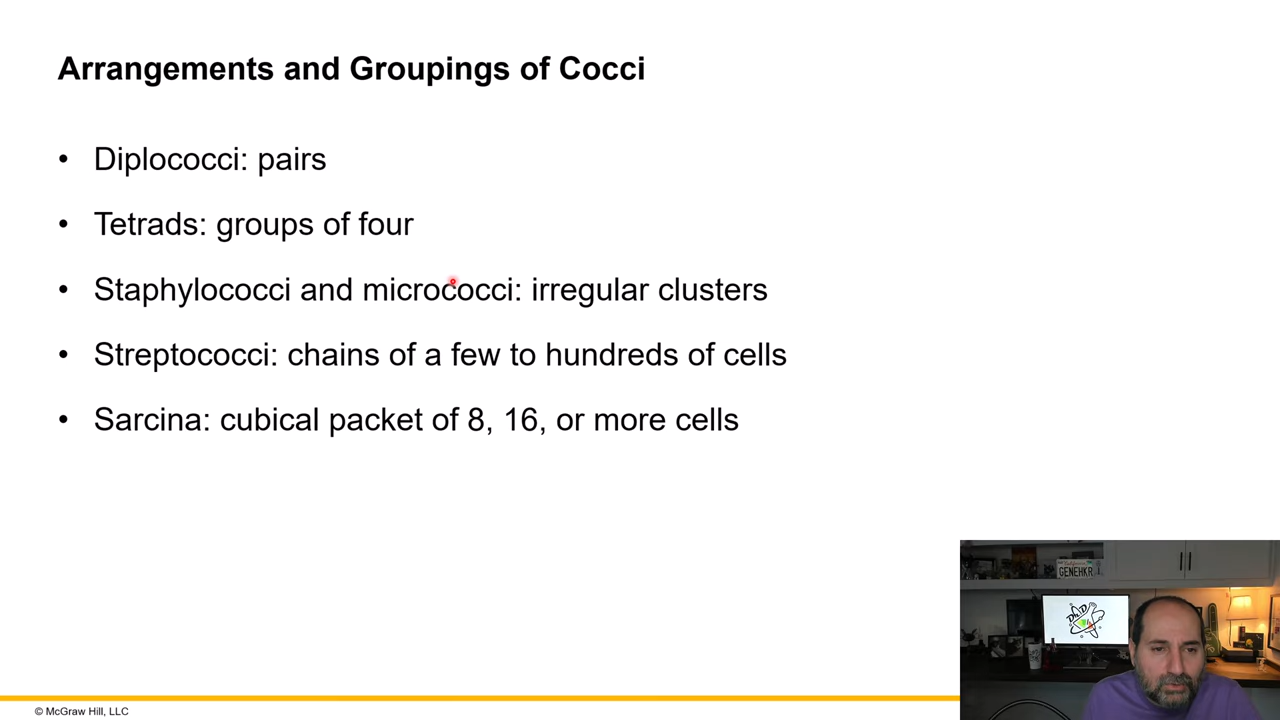 Arrangements and Groupings of Cocci
• Diplococci: pairs
• Tetrads: groups of four
• Staphylococci and micrococci: irregular clusters
• Streptococci: chains of a few to hundreds of cells
• Sarcina: cubical packet of 8, 16, or more cells
GENEHKR
© McGraw Hill, LLC